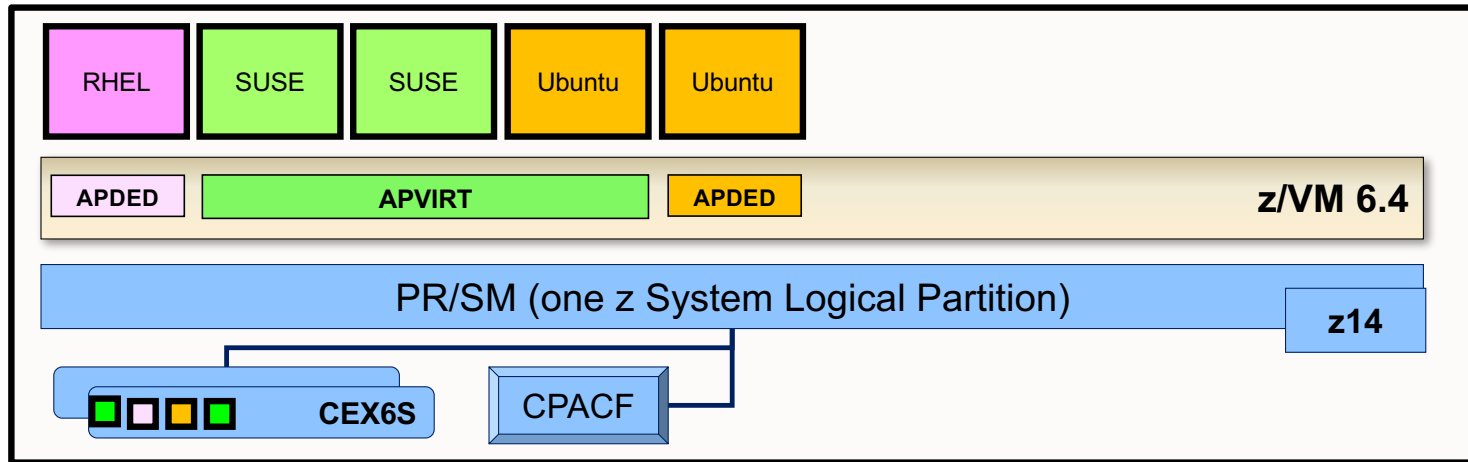 RHEL
SUSE
SUSE
Ubuntu
Ubuntu
APDED
APVIRT
APDED
z/VM 6.4
PR/SM (one z System Logical Partition)
z14
CEX6S
CPACF